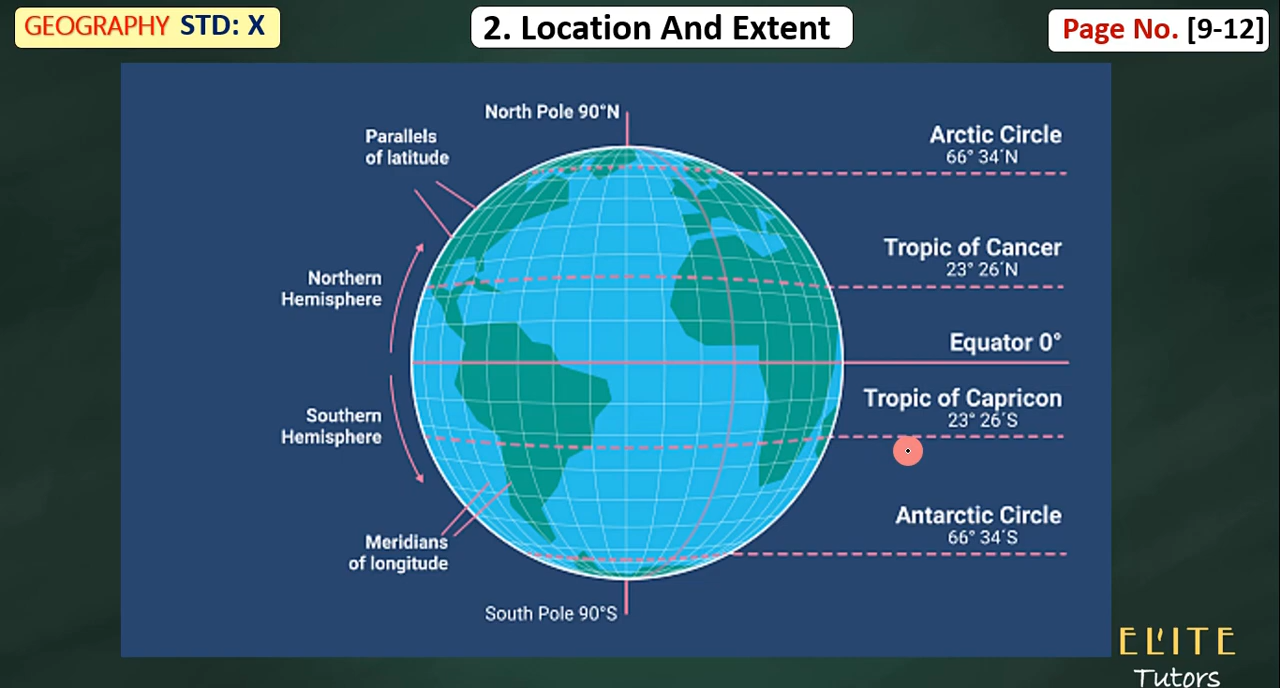 GEOGRAPHY STD: X
2. Location And Extent
Page No. [9-12]
North Pole 90°N
Parallels
of latitude
Arctic Circle
66° 34´N
Tropic of Cancer
23° 26´N
Northern
Hemisphere
Equator 0°
Tropic of Capricon
23° 26´S
Southern
Hemisphere
Antarctic Circle
66° 34´S
Meridians
of longitude
South Pole 90°S
ELITE
Tutors